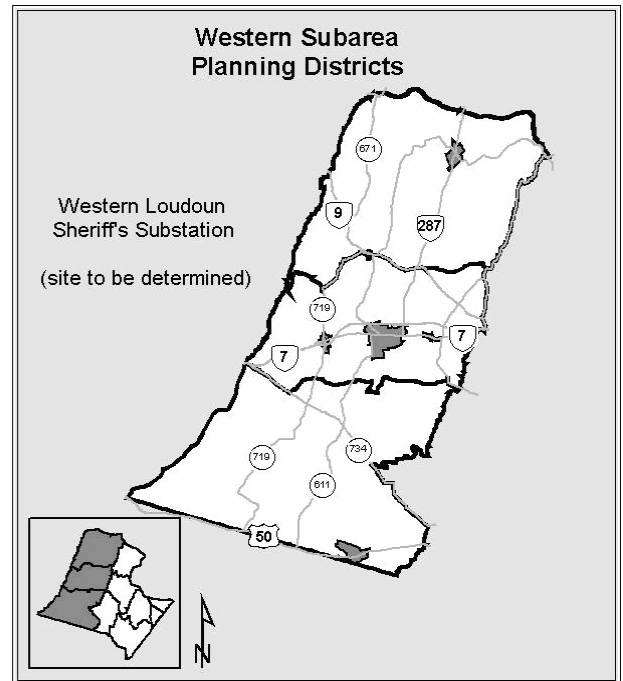 Western Subarea
Planning Districts
671
Western Loudoun
Sheriff's Substation
9
287
(site to be determined)
719
7
7
719
734
611
50
N